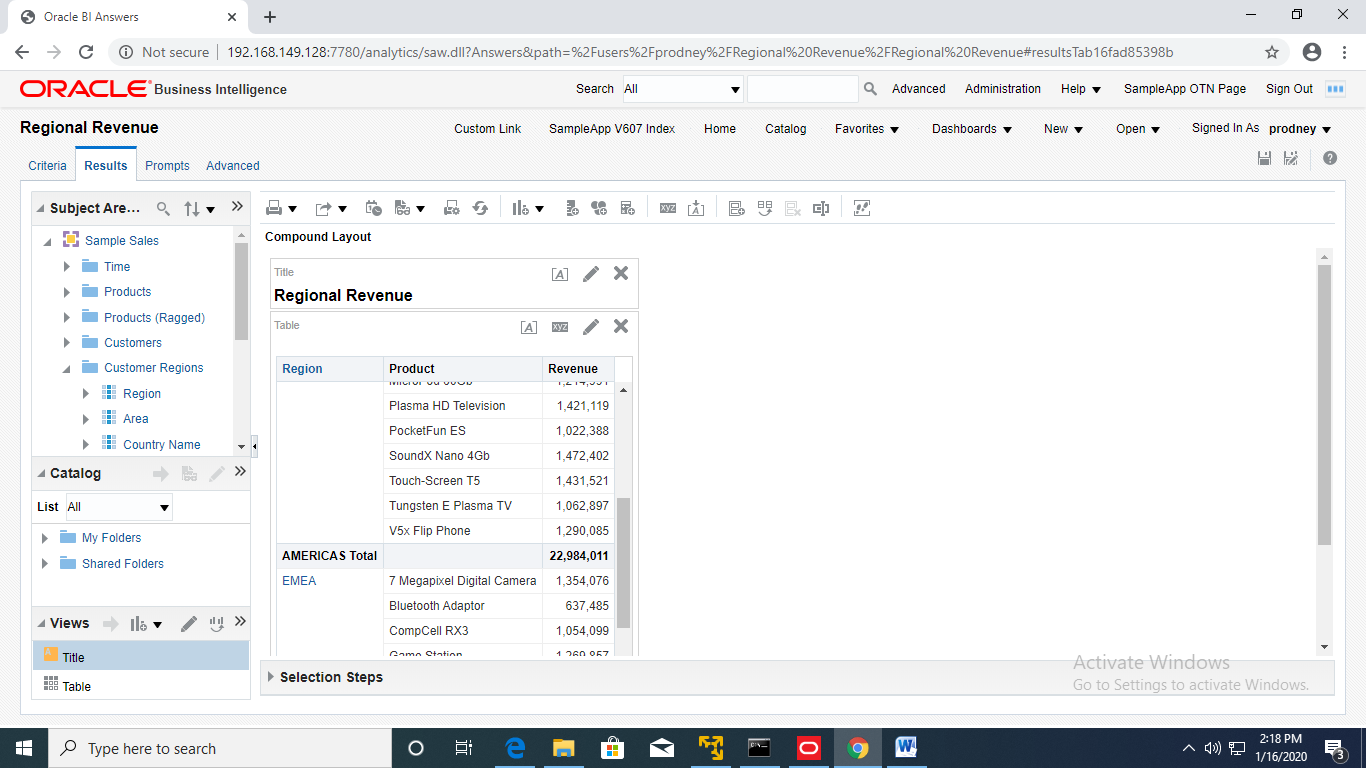 Oracle BI Answers
Not secure 192.168.149.128:7780/analytics/saw.dll?Answers&path=%2Fusers%2Fprodney%2FRegional%20Revenue%2FRegional%20Revenue#resultsTab16fad85398b
ORACLE Business Intelligence Search All Advanced Administration Help SampleApp OTN Page Sign Out
Regional Revenue Custom Link SampleApp V607 Index Home Catalog Favorites Dashboards New Open Signed In As prodney
Criteria Results Prompts Advanced
Subject Are...
Sample Sales
Time
Products
Products (Ragged)
Customers
Customer Regions
Region
Area
Country Name
Catalog
List All
My Folders
Shared Folders
Views
Title
Table
Compound Layout
Title
Regional Revenue
Table
Region Product Revenue
Plasma HD Television 1,421,119
PocketFun ES 1,022,388
SoundX Nano 4Gb 1,472,402
Touch-Screen T5 1,431,521
Tungsten E Plasma TV 1,062,897
V5x Flip Phone 1,290,085
AMERICAS Total 22,984,011
EMEA 7 Megapixel Digital Camera 1,354,076
Bluetooth Adaptor 637,485
CompCell RX3 1,054,099
Game Station 1,269,857
Selection Steps
Activate Windows
Go to Settings to activate Windows.
Type here to search
2:18 PM
1/16/2020
3